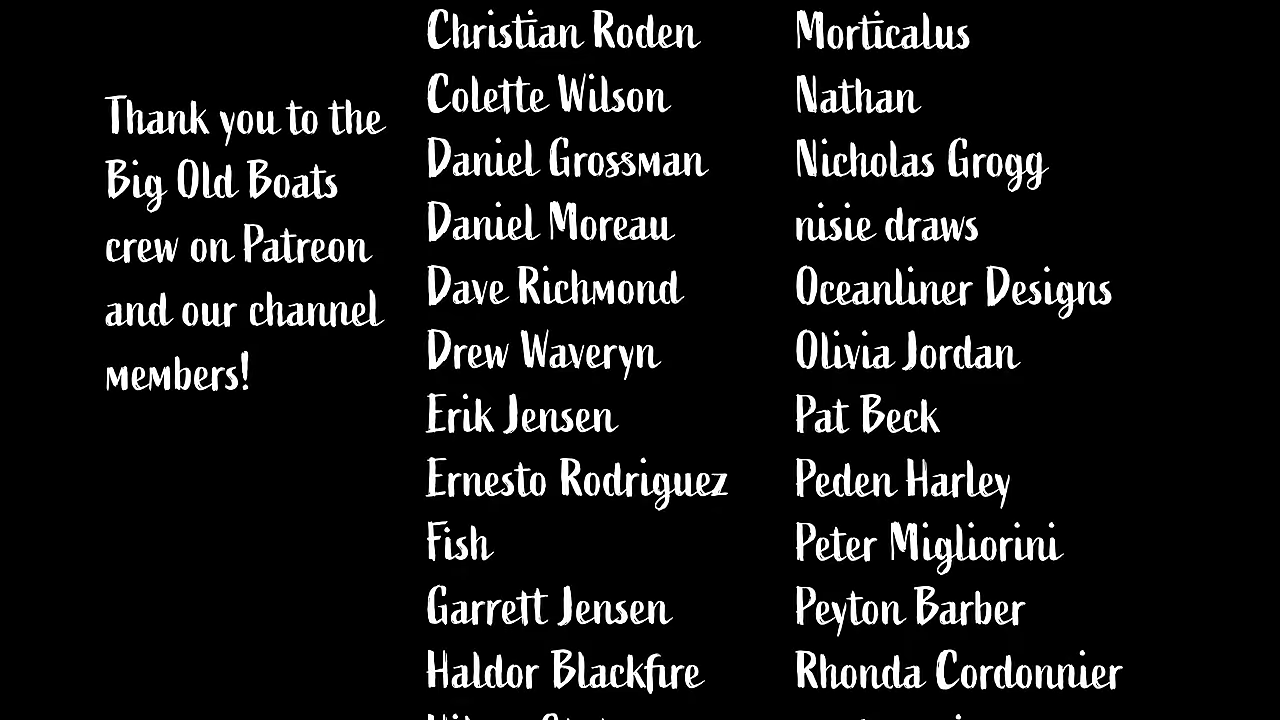 Thank you to the
Big Old Boats
crew on Patreon
and our channel
members!
Christian Roden
Colette Wilson
Daniel Grossman
Daniel Moreau
Dave Richmond
Drew Waveryn
Erik Jensen
Ernesto Rodriguez
Fish
Garrett Jensen
Haldor Blackfire
Morticalus
Nathan
Nicholas Grogg
nisie draws
Oceanliner Designs
Olivia Jordan
Pat Beck
Peden Harley
Peter Migliorini
Peyton Barber
Rhonda Cordonnier